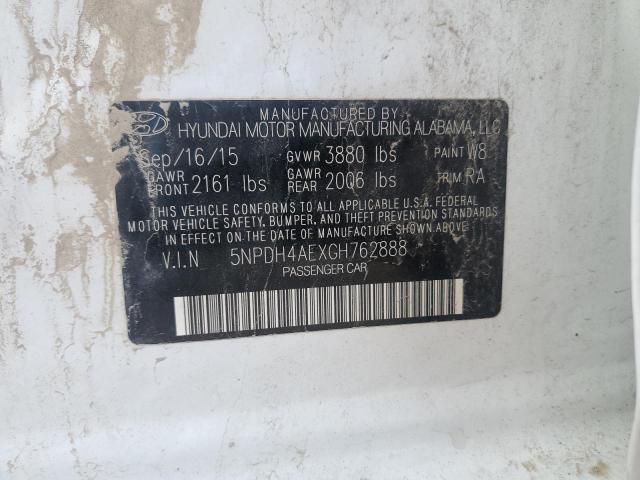 MANUFACTURED BY
HYUNDAI MOTOR MANUFACTURING ALABAMA, LLC
Sep/16/15 GVWR 3880 lbs PAINT W8
GAWR FRONT 2161 lbs GAWR REAR 2006 lbs TRIM RA
THIS VEHICLE CONFORMS TO ALL APPLICABLE U.S.A. FEDERAL
MOTOR VEHICLE SAFETY, BUMPER, AND THEFT PREVENTION STANDARDS
IN EFFECT ON THE DATE OF MANUFACTURE SHOWN ABOVE.
V.I.N 5NPDH4AEXGH762888
PASSENGER CAR